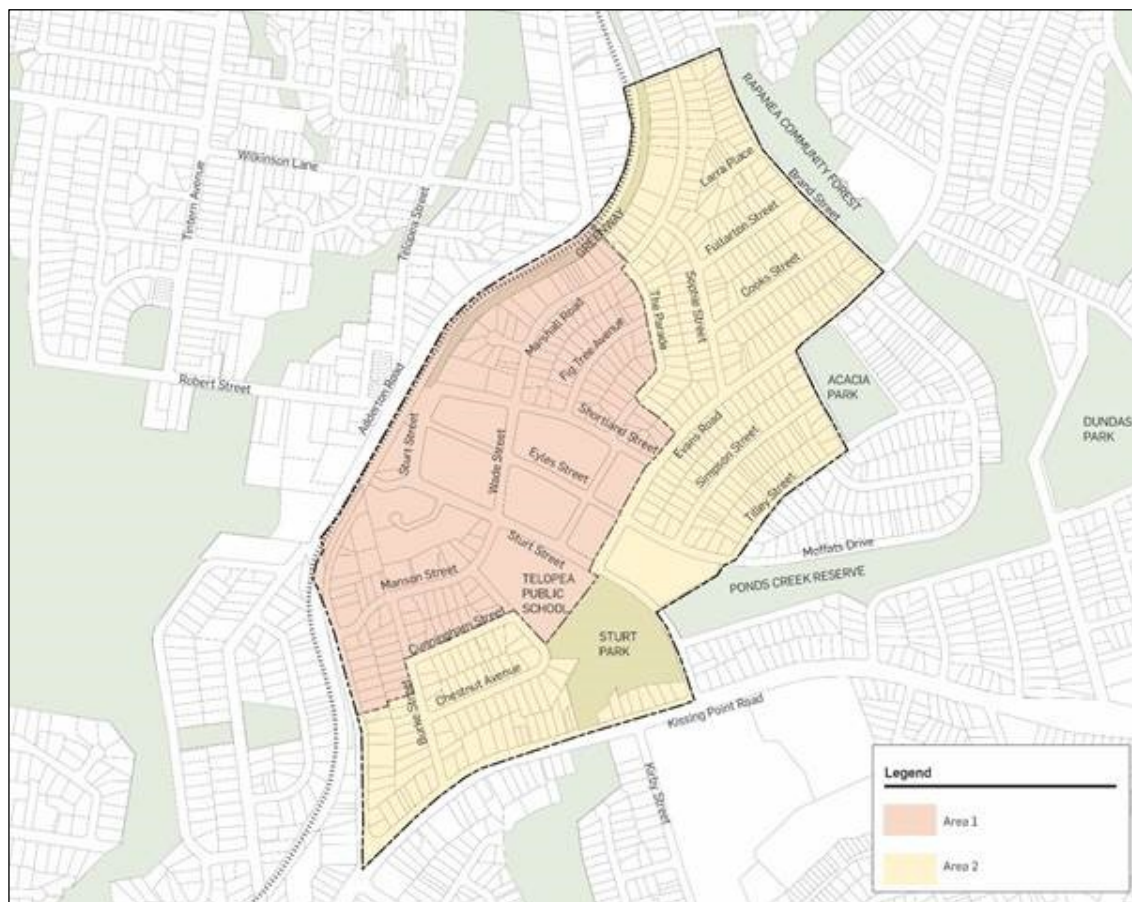 RAPANEA COMMUNITY FOREST
Wilkinson Lane
Larra Place
Brand Street
Tintern Avenue
Telopea Street
Fullarton Street
GREENWAY
Cooks Street
Sophie Street
The Parade
Marshall Road
Fig Tree Avenue
Robert Street
Adderton Road
ACACIA
PARK
Shortland Street
DUNDAS
PARK
Evans Road
Sturt Street
Wade Street
Eyles Street
Simpson Street
Tilley Street
Sturt Street
Moffats Drive
Manson Street
TELOPEA
PUBLIC
SCHOOL
PONDS CREEK RESERVE
Cunningham Street
STURT
PARK
Chestnut Avenue
Burke Street
Kissing Point Road
Kirby Street
Legend
Area 1
Area 2